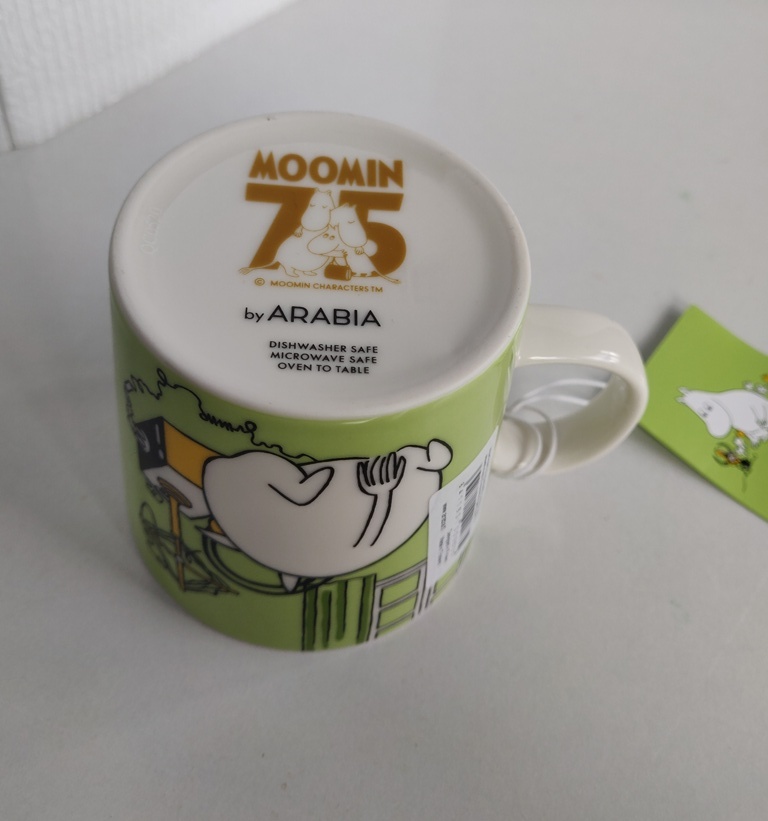 MOOMIN
75
© MOOMIN CHARACTERS TM
by ARABIA
DISHWASHER SAFE
MICROWAVE SAFE
OVEN TO TABLE